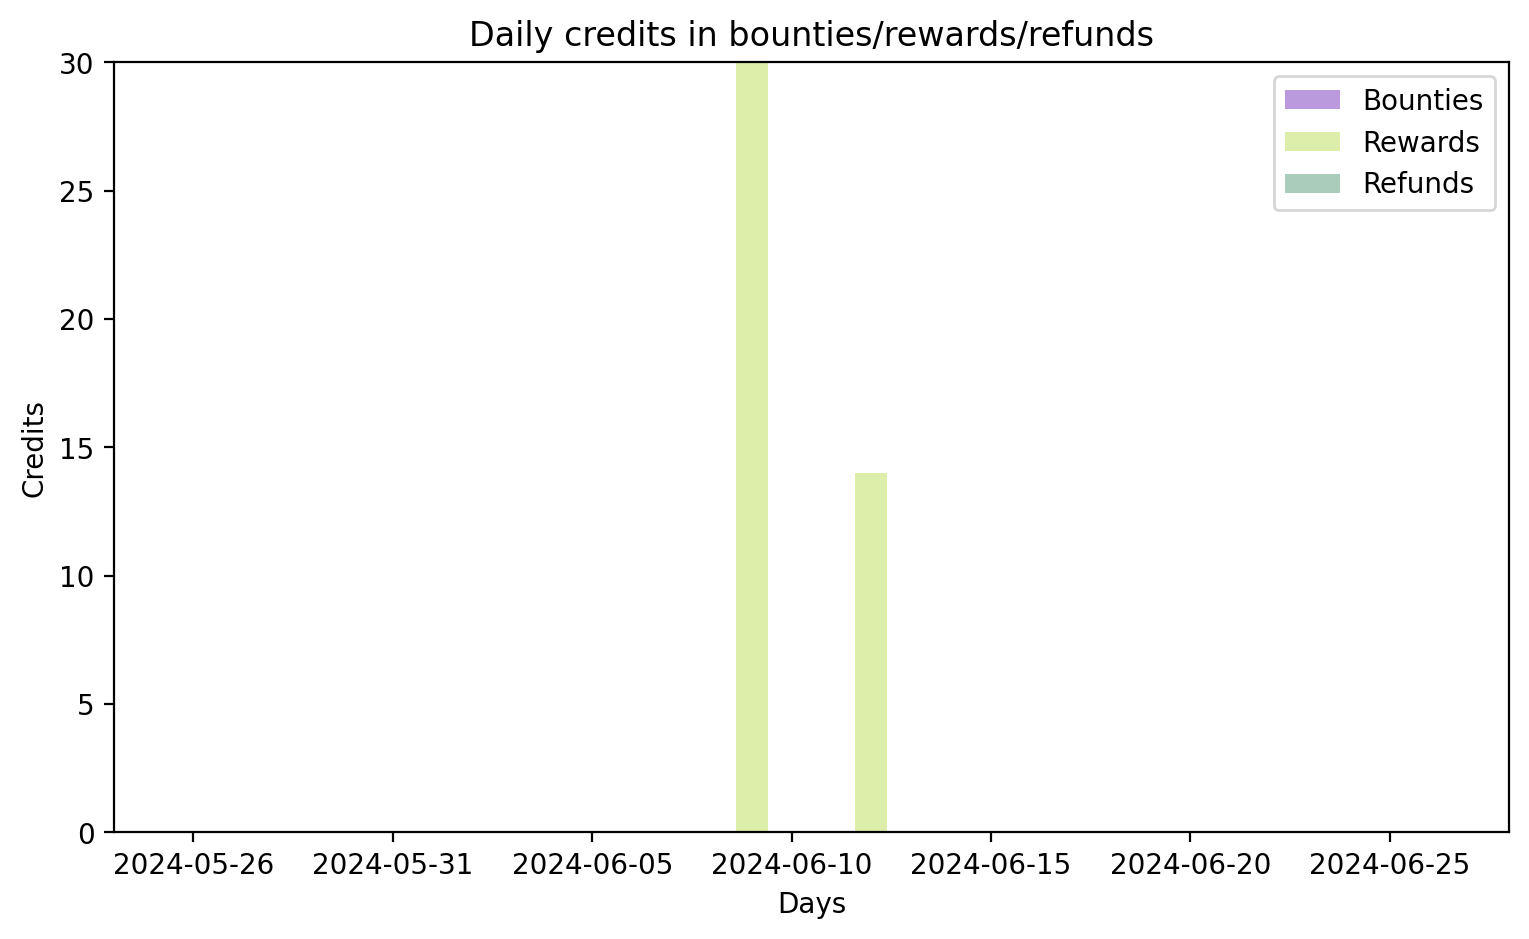 Daily credits in bounties/rewards/refunds
30
25
20
15
10
5
0
Credits
Bounties
Rewards
Refunds
2024-05-26 2024-05-31 2024-06-05 2024-06-10 2024-06-15 2024-06-20 2024-06-25
Days